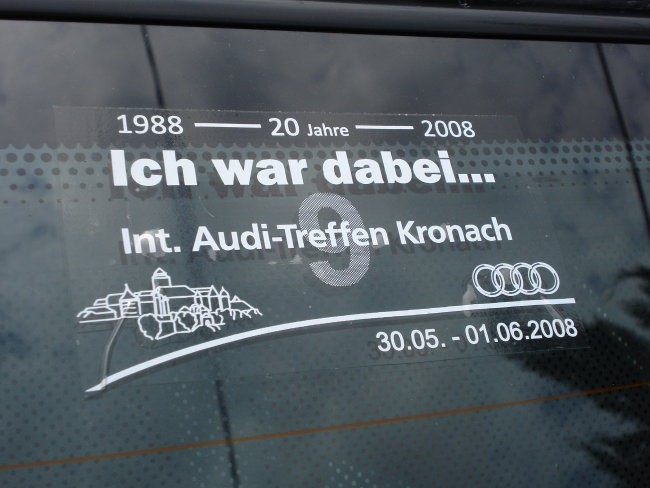 1988 — 20 Jahre — 2008
Ich war dabei...
9
Int. Audi-Treffen Kronach
30.05. - 01.06.2008